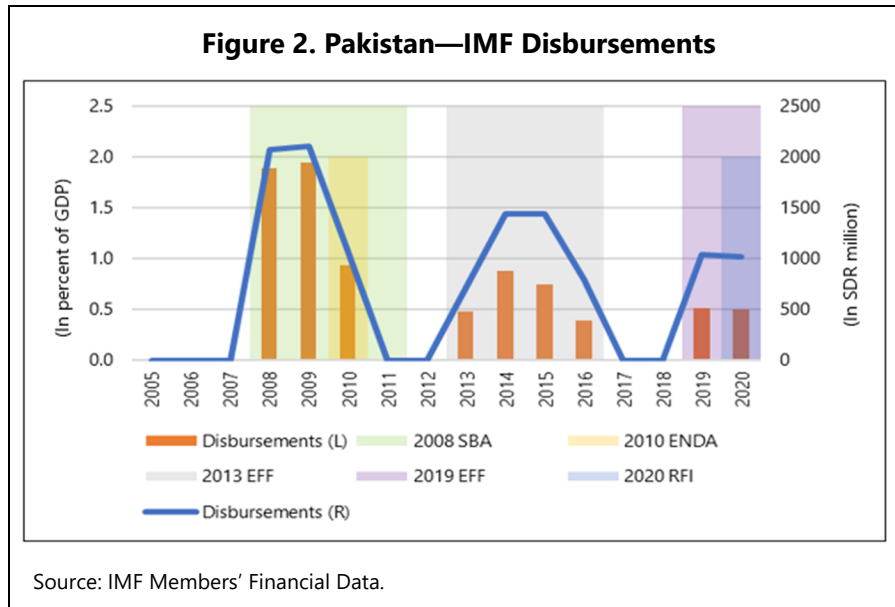 Figure 2. Pakistan—IMF Disbursements
(In percent of GDP)
2.5
2.0
1.5
1.0
0.5
0.0
2500
2000
1500
1000
500
0
(In SDR million)
2005 2006 2007 2008 2009 2010 2011 2012 2013 2014 2015 2016 2017 2018 2019 2020
Disbursements (L) 2008 SBA 2010 ENDA
2013 EFF 2019 EFF 2020 RFI
Disbursements (R)
Source: IMF Members’ Financial Data.